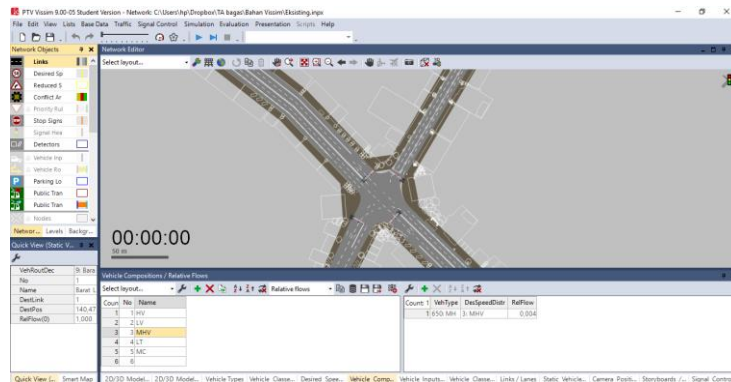 PTV Vissim 9.00-05 Student Version - Network: C:\Users\hp\Dropbox\TA bagas\Bahan Vissim\Eksisting.inpx
File Edit View Lists Base Data Traffic Signal Control Simulation Evaluation Presentation Scripts Help
Network Objects
Network Editor
Links
Select layout...
Desired Sp
Reduced S
Conflict Ar
Priority Rul
Stop Signs
Signal Hea
Detectors
Vehicle Inp
Vehicle Ro
Parking Lo
Public Tran
Public Tran
Nodes
00:00:00
50 m
Networ... Levels Backgr...
Quick View (Static V...
Vehicle Compositions / Relative Flows
Select layout... Relative flows
VehRoutDec 9: Bara
No 1
Name Barat L
DestLink 1
DestPos 140,47
RelFlow(0) 1,000
Coun No Name
1 1 HV
2 2 LV
3 3 MHV
4 4 LT
5 5 MC
6 6
Count: 1 VehType DesSpeedDistr RelFlow
1 650: MH 3: MHV 0,004
Quick View (... Smart Map
2D/3D Model... 2D/3D Model... Vehicle Types Vehicle Classe... Desired Spee... Vehicle Comp... Vehicle Inputs... Vehicle Classe... Links / Lanes Static Vehicle... Camera Positi... Storyboards /... Signal Contro